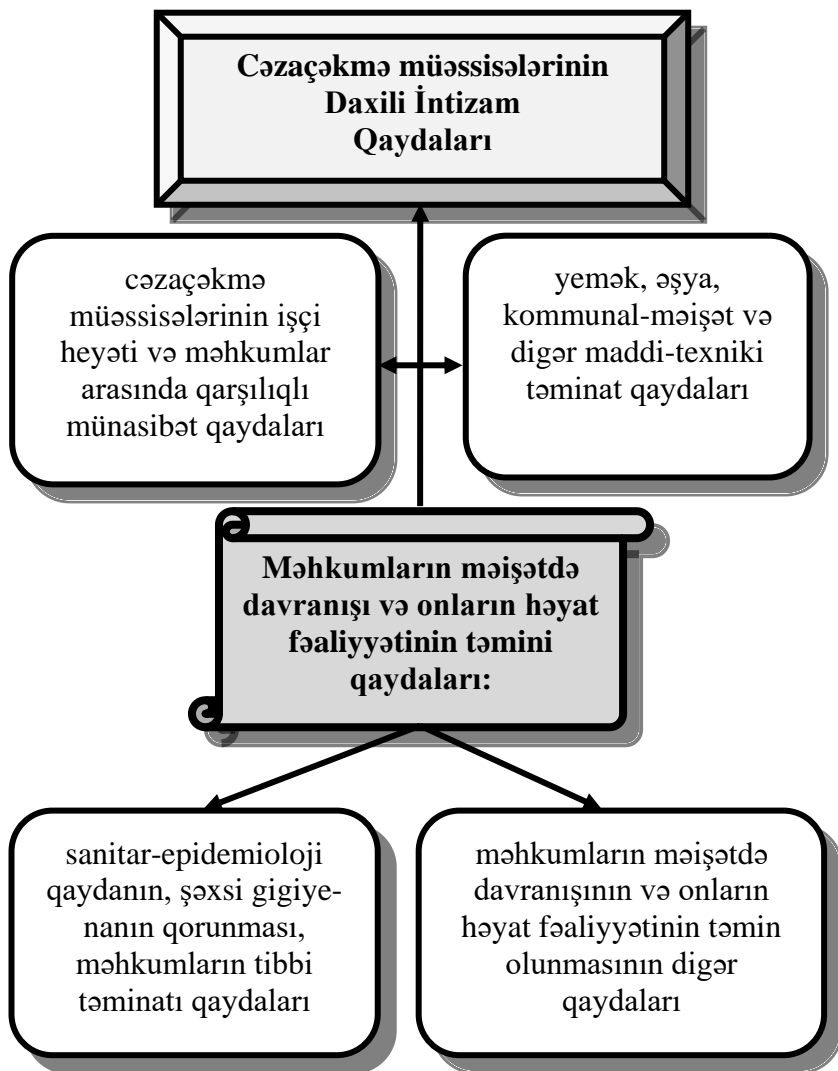 Cəzaçəkmə müəssisələrinin
Daxili İntizam
Qaydaları
cəzaçəkmə
müəssisələrinin işçi
heyəti və məhkumlar
arasında qarşılıqlı
münasibət qaydaları
yemək, əşya,
kommunal-məişət və
digər maddi-texniki
təminat qaydaları
Məhkumların məişətdə
davranışı və onların həyat
fəaliyyətinin təmini
qaydaları:
sanitar-epidemioloji
qaydanın, şəxsi gigiye-
nanın qorunması,
məhkumların tibbi
təminatı qaydaları
məhkumların məişətdə
davranışının və onların
həyat fəaliyyətinin təmin
olunmasının digər
qaydaları